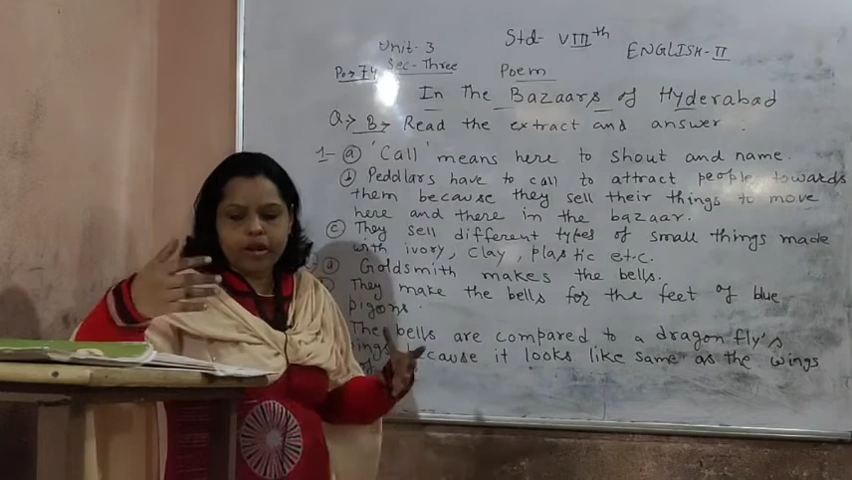 Unit-3
Std- VIIIth
ENGLISH-II
Sec-Three
Poem
In The Bazaars of Hyderabad
Q> B> Read the extract and answer.
1- (a) 'Call' means here to shout and name.
(b) Peddlars have to call to attract people towards
them because they sell their things to move
here and there in the bazaar.
(c) They sell different types of small things made
with ivory, clay, plastic etc.
(d) Goldsmith makes the bells.
They make the bells for the feet of blue
pigeons.
The bells are compared to a dragon fly's
because it looks like same as the wings